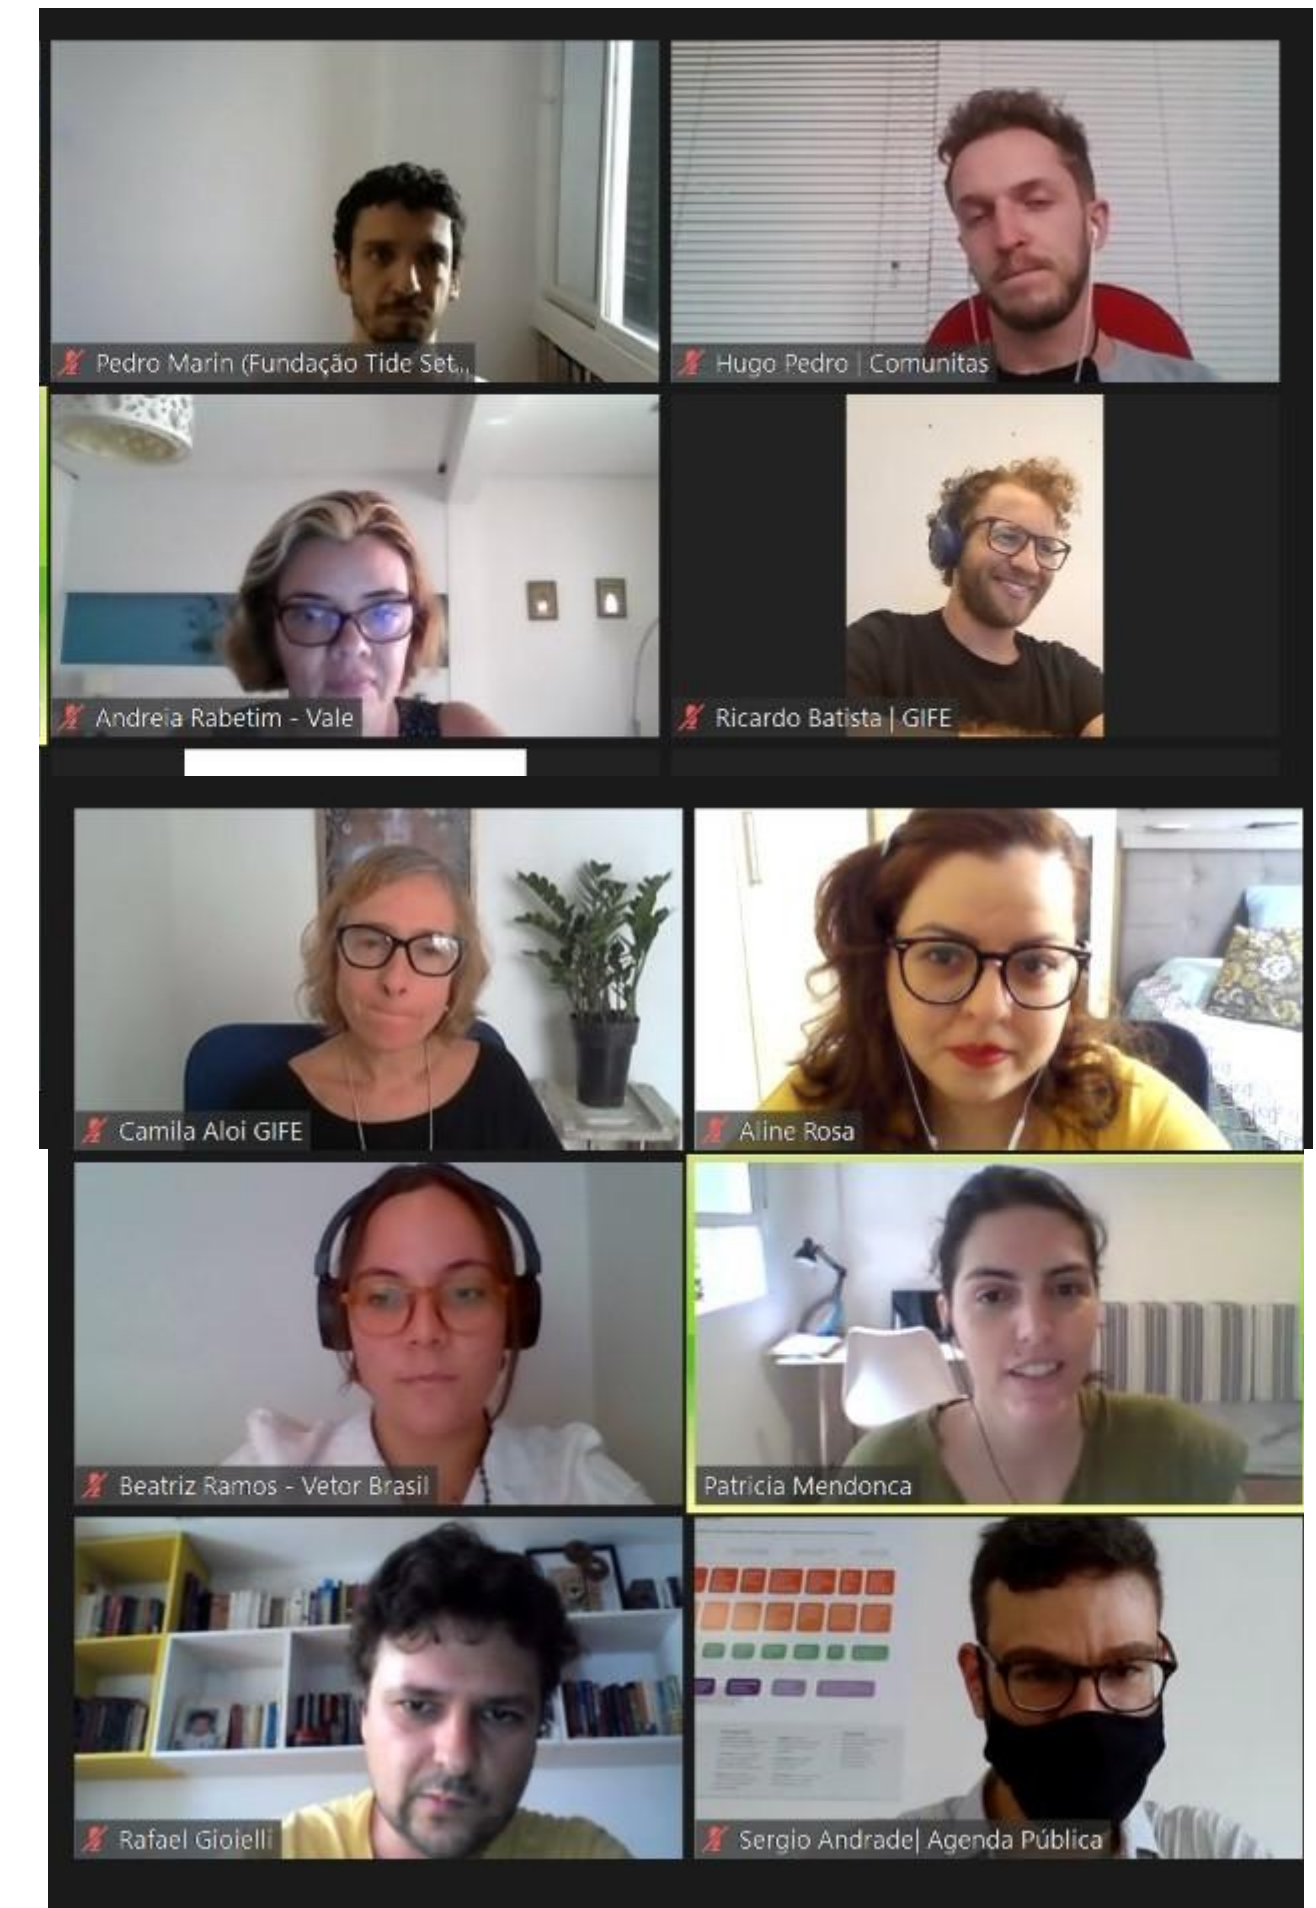 Pedro Marin (Fundação Tide Set...
Hugo Pedro | Comunitas
Andreia Rabetim - Vale
Ricardo Batista | GIFE
Camila Aloi GIFE
Aline Rosa
Beatriz Ramos - Vetor Brasil
Patricia Mendonca
Rafael Gioielli
Sergio Andrade| Agenda Pública